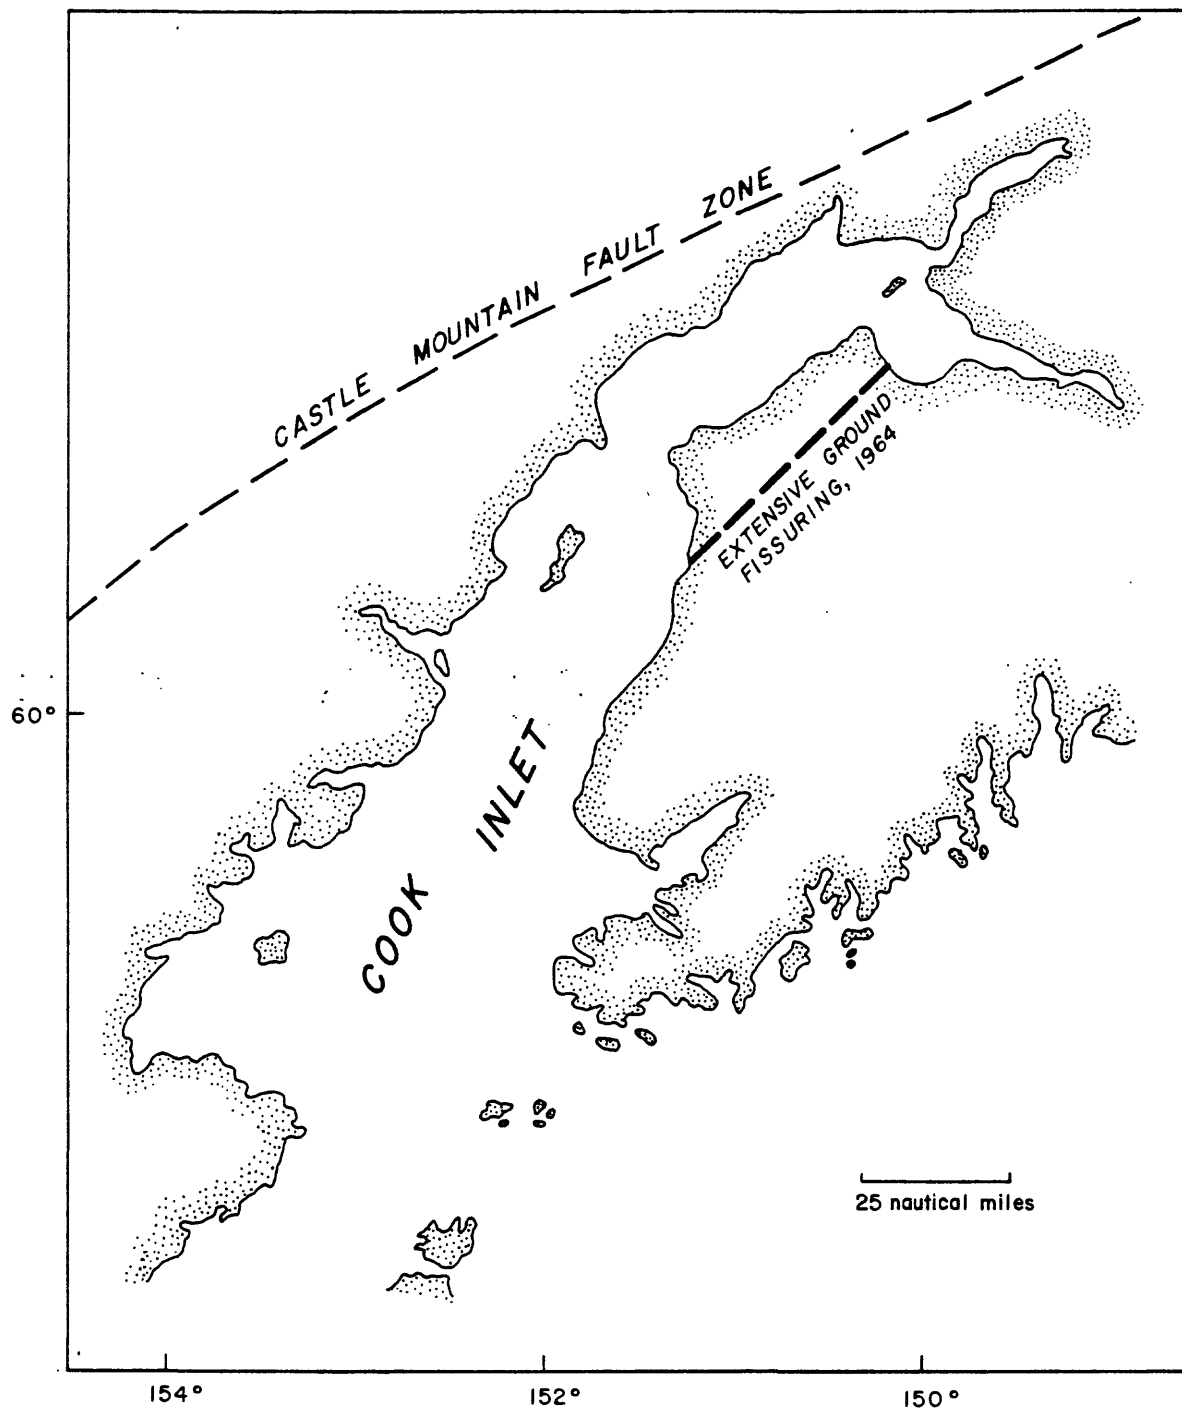 CASTLE MOUNTAIN FAULT ZONE
EXTENSIVE GROUND
FISSURING, 1964
60°
COOK INLET
25 nautical miles
154° 152° 150°